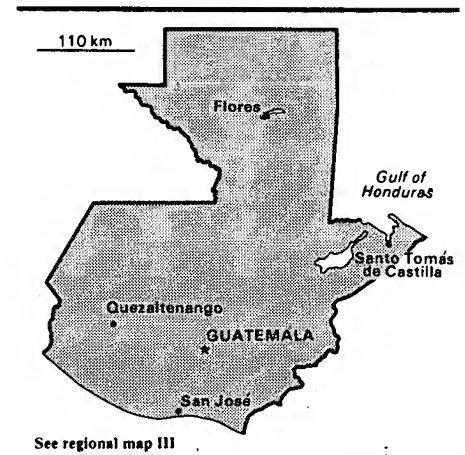 110 km
Flores
Gulf of
Honduras
Santo Tomás
de Castilla
Quezaltenango
GUATEMALA
San José
See regional map III